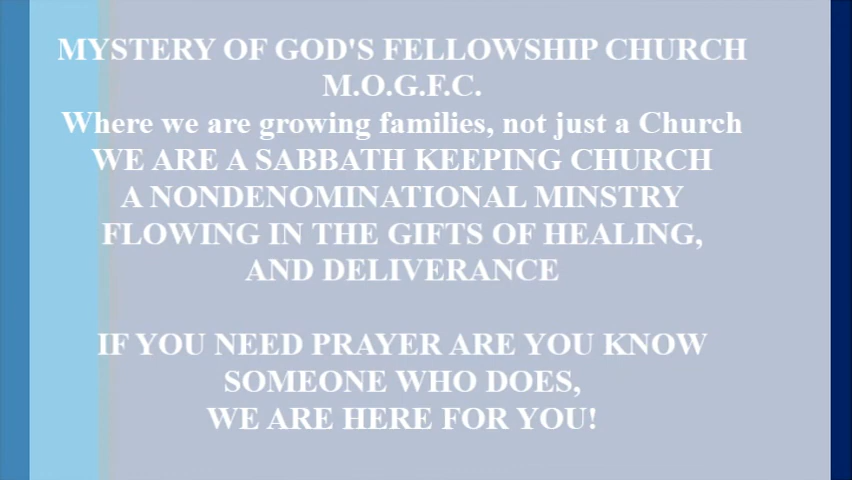 MYSTERY OF GOD'S FELLOWSHIP CHURCH
M.O.G.F.C.
Where we are growing families, not just a Church
WE ARE A SABBATH KEEPING CHURCH
A NONDENOMINATIONAL MINSTRY
FLOWING IN THE GIFTS OF HEALING,
AND DELIVERANCE
IF YOU NEED PRAYER ARE YOU KNOW
SOMEONE WHO DOES,
WE ARE HERE FOR YOU!